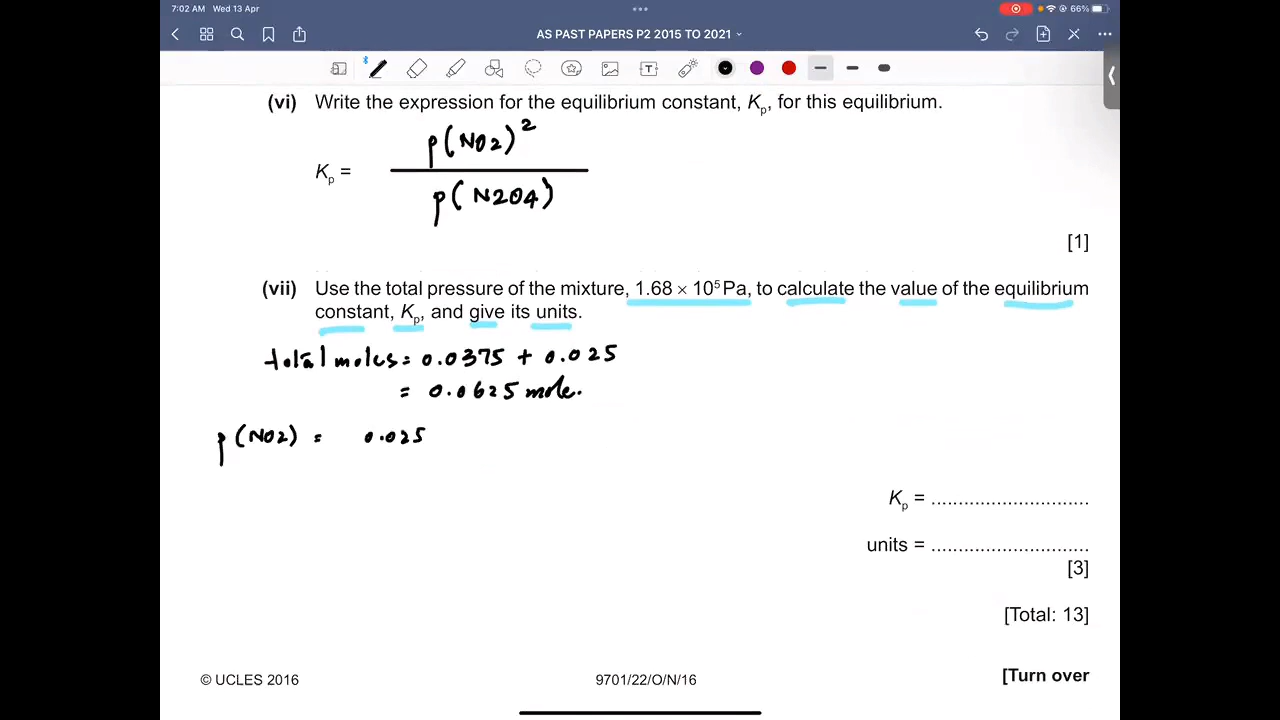 7:02 AM Wed 13 Apr
66%
AS PAST PAPERS P2 2015 TO 2021
(vi) Write the expression for the equilibrium constant, Kp, for this equilibrium.
p(NO2)²
Kp =
p(N2O4)
[1]
(vii) Use the total pressure of the mixture, 1.68 × 10⁵ Pa, to calculate the value of the equilibrium
constant, Kp, and give its units.
total moles = 0.0375 + 0.025
= 0.0625 mole.
p(NO2) = 0.025
Kp = ............................
units = ............................
[3]
[Total: 13]
© UCLES 2016 9701/22/O/N/16 [Turn over